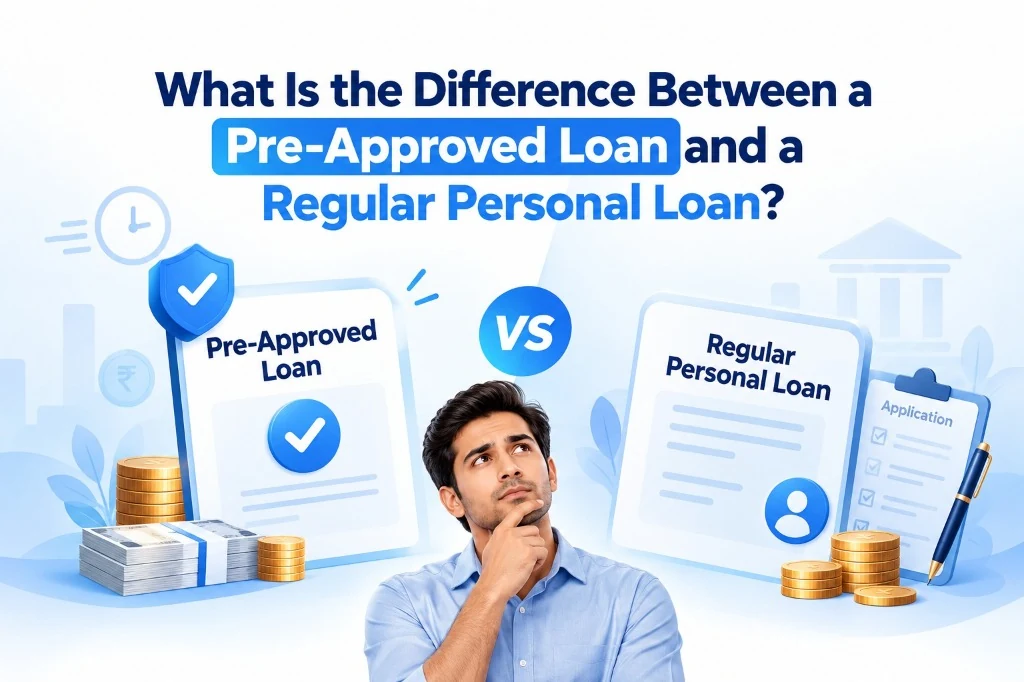 What Is the Difference Between a
Pre-Approved Loan and a
Regular Personal Loan?
Pre-Approved
Loan
VS
Regular
Personal Loan
Application
₹